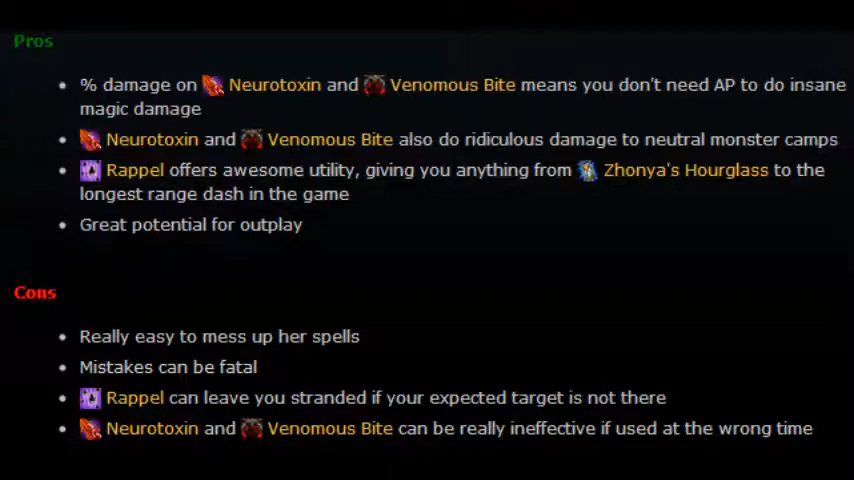 Pros
% damage on Neurotoxin and Venomous Bite means you don't need AP to do insane
magic damage
Neurotoxin and Venomous Bite also do ridiculous damage to neutral monster camps
Rappel offers awesome utility, giving you anything from Zhonya's Hourglass to the
longest range dash in the game
Great potential for outplay
Cons
Really easy to mess up her spells
Mistakes can be fatal
Rappel can leave you stranded if your expected target is not there
Neurotoxin and Venomous Bite can be really ineffective if used at the wrong time